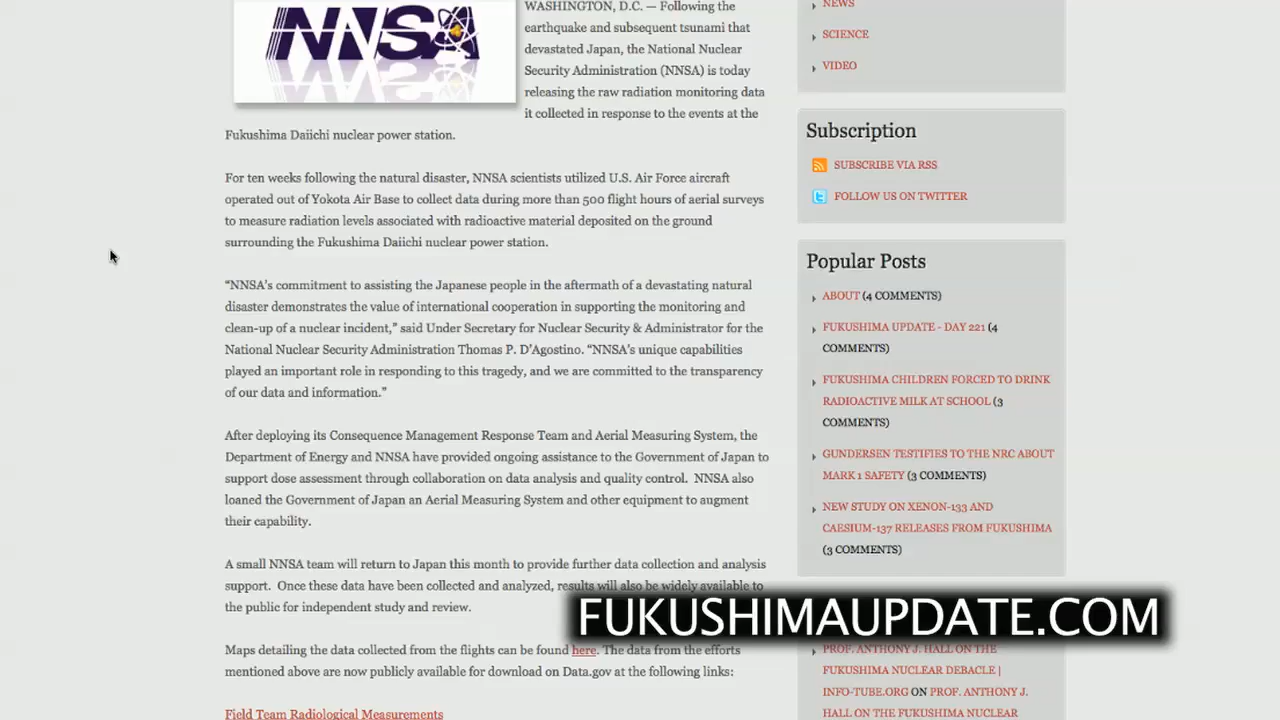 NNSA
WASHINGTON, D.C. — Following the
earthquake and subsequent tsunami that
devastated Japan, the National Nuclear
Security Administration (NNSA) is today
releasing the raw radiation monitoring data
it collected in response to the events at the
Fukushima Daiichi nuclear power station.
For ten weeks following the natural disaster, NNSA scientists utilized U.S. Air Force aircraft
operated out of Yokota Air Base to collect data during more than 500 flight hours of aerial surveys
to measure radiation levels associated with radioactive material deposited on the ground
surrounding the Fukushima Daiichi nuclear power station.
“NNSA’s commitment to assisting the Japanese people in the aftermath of a devastating natural
disaster demonstrates the value of international cooperation in supporting the monitoring and
clean-up of a nuclear incident,” said Under Secretary for Nuclear Security & Administrator for the
National Nuclear Security Administration Thomas P. D’Agostino. “NNSA’s unique capabilities
played an important role in responding to this tragedy, and we are committed to the transparency
of our data and information.”
After deploying its Consequence Management Response Team and Aerial Measuring System, the
Department of Energy and NNSA have provided ongoing assistance to the Government of Japan to
support dose assessment through collaboration on data analysis and quality control.  NNSA also
loaned the Government of Japan an Aerial Measuring System and other equipment to augment
their capability.
A small NNSA team will return to Japan this month to provide further data collection and analysis
support.  Once these data have been collected and analyzed, results will also be widely available to
the public for independent study and review.
Maps detailing the data collected from the flights can be found here. The data from the efforts
mentioned above are now publicly available for download on Data.gov at the following links:
Field Team Radiological Measurements
NEWS
SCIENCE
VIDEO
Subscription
SUBSCRIBE VIA RSS
FOLLOW US ON TWITTER
Popular Posts
ABOUT (4 COMMENTS)
FUKUSHIMA UPDATE - DAY 221 (4
COMMENTS)
FUKUSHIMA CHILDREN FORCED TO DRINK
RADIOACTIVE MILK AT SCHOOL (3
COMMENTS)
GUNDERSEN TESTIFIES TO THE NRC ABOUT
MARK 1 SAFETY (3 COMMENTS)
NEW STUDY ON XENON-133 AND
CAESIUM-137 RELEASES FROM FUKUSHIMA
(3 COMMENTS)
FUKUSHIMAUPDATE.COM
PROF. ANTHONY J. HALL ON THE
FUKUSHIMA NUCLEAR DEBACLE |
INFO-TUBE.ORG ON PROF. ANTHONY J.
HALL ON THE FUKUSHIMA NUCLEAR